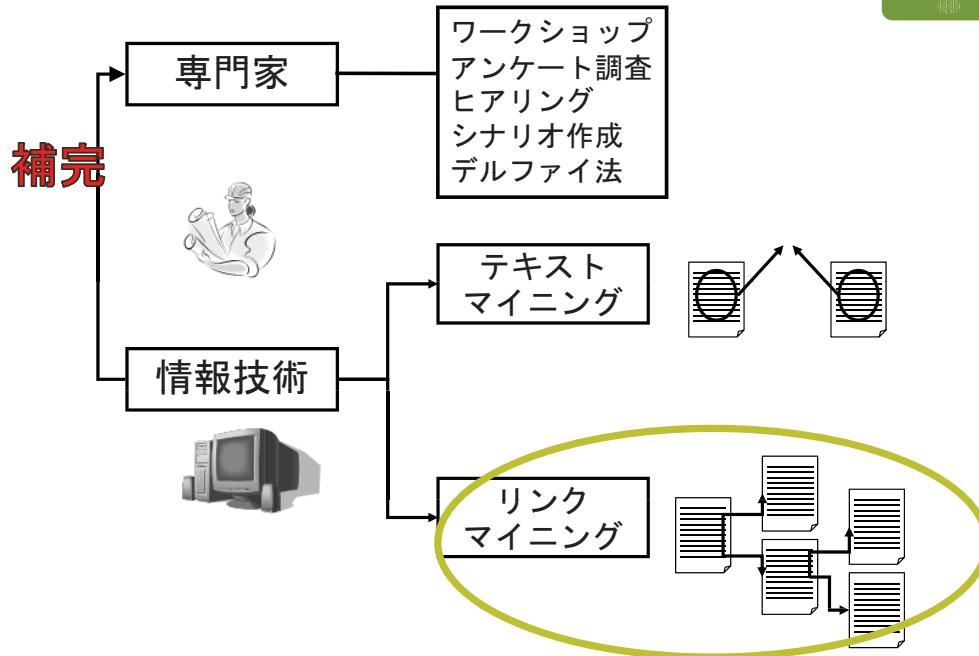 専門家
ワークショップ
アンケート調査
ヒアリング
シナリオ作成
デルファイ法
補完
テキスト
マイニング
情報技術
リンク
マイニング